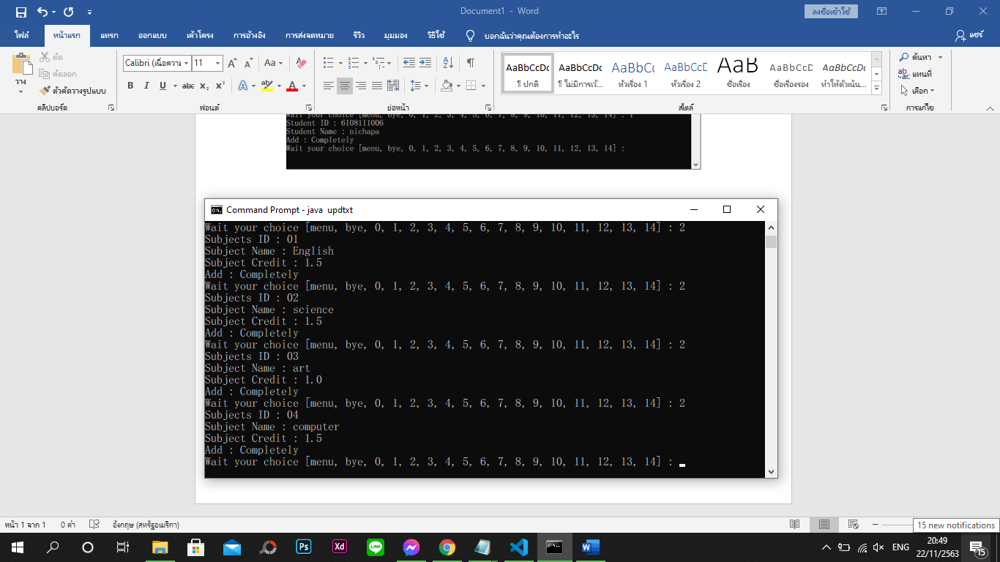 Document1 - Word
ลงชื่อเข้าใช้
ไฟล์ หน้าแรก แทรก ออกแบบ เค้าโครง การอ้างอิง การส่งจดหมาย รีวิว มุมมอง วิธีใช้ บอกฉันว่าคุณต้องการทำอะไร แชร์
วาง
ตัด
คัดลอก
ตัวคัดวางรูปแบบ
คลิปบอร์ด
Calibri (เนื้อความ 11
ฟอนต์
ย่อหน้า
AaBbCcDc AaBbCcDc AaBbCc AaBbCcD AaB AaBbCcD AaBbCcDc
¶ ปกติ ¶ ไม่มีการเว้... หัวเรื่อง 1 หัวเรื่อง 2 ชื่อเรื่อง ชื่อเรื่องรอง ทำให้ตัวเน้น...
สไตล์
ค้นหา
แทนที่
เลือก
การแก้ไข
Wait your choice [menu, bye, 0, 1, 2, 3, 4, 5, 6, 7, 8, 9, 10, 11, 12, 13, 14] : 1
Student ID : 6108111006
Student Name : nichapa
Add : Completely
Wait your choice [menu, bye, 0, 1, 2, 3, 4, 5, 6, 7, 8, 9, 10, 11, 12, 13, 14] :
Command Prompt - java updtxt
Wait your choice [menu, bye, 0, 1, 2, 3, 4, 5, 6, 7, 8, 9, 10, 11, 12, 13, 14] : 2
Subjects ID : 01
Subject Name : English
Subject Credit : 1.5
Add : Completely
Wait your choice [menu, bye, 0, 1, 2, 3, 4, 5, 6, 7, 8, 9, 10, 11, 12, 13, 14] : 2
Subjects ID : 02
Subject Name : science
Subject Credit : 1.5
Add : Completely
Wait your choice [menu, bye, 0, 1, 2, 3, 4, 5, 6, 7, 8, 9, 10, 11, 12, 13, 14] : 2
Subjects ID : 03
Subject Name : art
Subject Credit : 1.0
Add : Completely
Wait your choice [menu, bye, 0, 1, 2, 3, 4, 5, 6, 7, 8, 9, 10, 11, 12, 13, 14] : 2
Subjects ID : 04
Subject Name : computer
Subject Credit : 1.5
Add : Completely
Wait your choice [menu, bye, 0, 1, 2, 3, 4, 5, 6, 7, 8, 9, 10, 11, 12, 13, 14] :
หน้า 1 จาก 1 0 คำ อังกฤษ (สหรัฐอเมริกา)
15 new notifications
ENG
20:49
22/11/2563
15